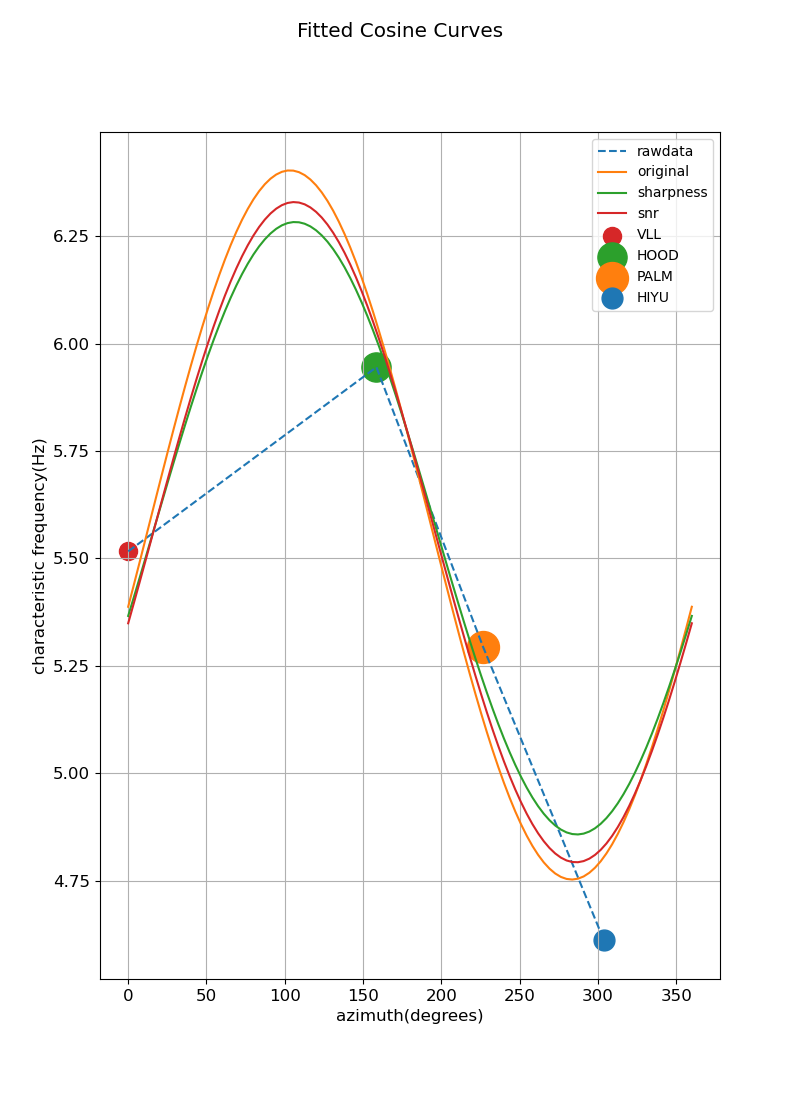 Fitted Cosine Curves
rawdata
original
sharpness
snr
VLL
HOOD
PALM
HIYU
characteristic frequency(Hz)
6.25
6.00
5.75
5.50
5.25
5.00
4.75
0 50 100 150 200 250 300 350
azimuth(degrees)